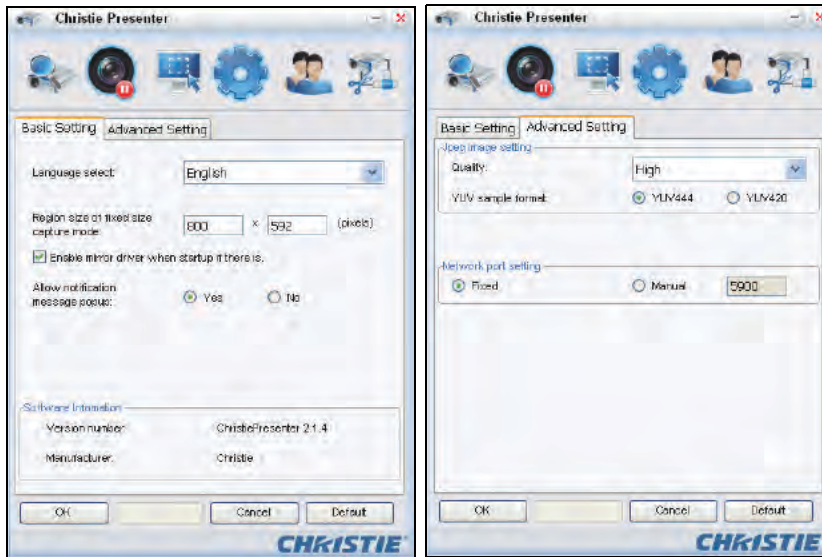 Christie Presenter
Basic Setting Advanced Setting
Language select: English
Region size of fixed size
capture mode: 800 x 592 (pixels)
Enable mirror driver when startup if there is.
Allow notification
message popup: Yes No
Software Information
Version number: ChristiePresenter 2.1.4
Manufacturer: Christie
OK Cancel Default
CHRISTIE
Christie Presenter
Basic Setting Advanced Setting
Jpeg image setting
Quality: High
YUV sample format: YUV444 YUV420
Network port setting
Fixed Manual 5900
OK Cancel Default
CHRISTIE